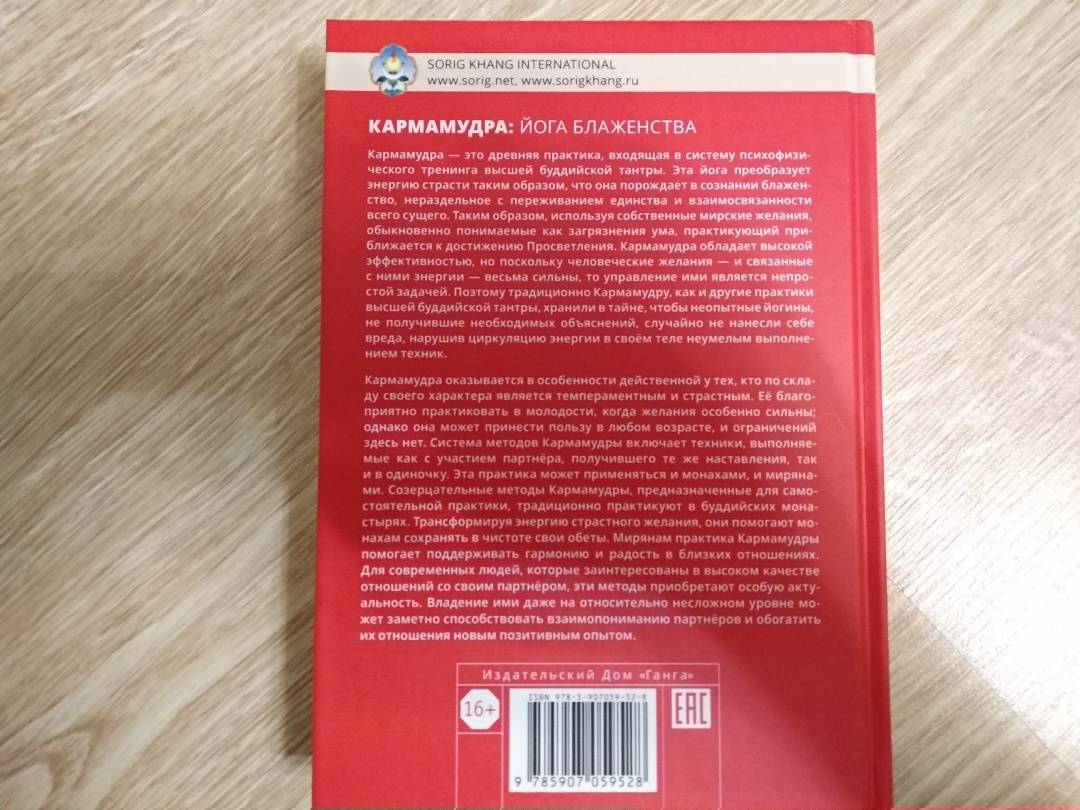 SORIG KHANG INTERNATIONAL
www.sorig.net, www.sorigkhang.ru
КАРМАМУДРА: ЙОГА БЛАЖЕНСТВА
Кармамудра — это древняя практика, входящая в систему психофизи-
ческого тренинга высшей буддийской тантры. Эта йога преобразует
энергию страсти таким образом, что она порождает в сознании блажен-
ство, нераздельное с переживанием единства и взаимосвязанности
всего сущего. Таким образом, используя собственные мирские желания,
обыкновенно понимаемые как загрязнения ума, практикующий при-
ближается к достижению Просветления. Кармамудра обладает высокой
эффективностью, но поскольку человеческие желания — и связанные
с ними энергии — весьма сильны, то управление ими является непро-
стой задачей. Поэтому традиционно Кармамудру, как и другие практики
высшей буддийской тантры, хранили в тайне, чтобы неопытные йогины,
не получившие необходимых объяснений, случайно не нанесли себе
вреда, нарушив циркуляцию энергии в своём теле неумелым выполне-
нием техник.
Кармамудра оказывается в особенности действенной у тех, кто по скла-
ду своего характера является темпераментным и страстным. Её благо-
приятно практиковать в молодости, когда желания особенно сильны;
однако она может принести пользу в любом возрасте, и ограничений
здесь нет. Система методов Кармамудры включает техники, выполняе-
мые как с участием партнёра, получившего те же наставления, так
и в одиночку. Эта практика может применяться и монахами, и миряна-
ми. Созерцательные методы Кармамудры, предназначенные для само-
стоятельной практики, традиционно практикуют в буддийских мона-
стырях. Трансформируя энергию страстного желания, они помогают мо-
нахам сохранять в чистоте свои обеты. Мирянам практика Кармамудры
помогает поддерживать гармонию и радость в близких отношениях.
Для современных людей, которые заинтересованы в высоком качестве
отношений со своим партнёром, эти методы приобретают особую акту-
альность. Владение ими даже на относительно несложном уровне мо-
жет заметно способствовать взаимопониманию партнёров и обогатить
их отношения новым позитивным опытом.
Издательский Дом «Ганга»
16+
ISBN 978-5-907059-52-8
EAC
9 785907 059528